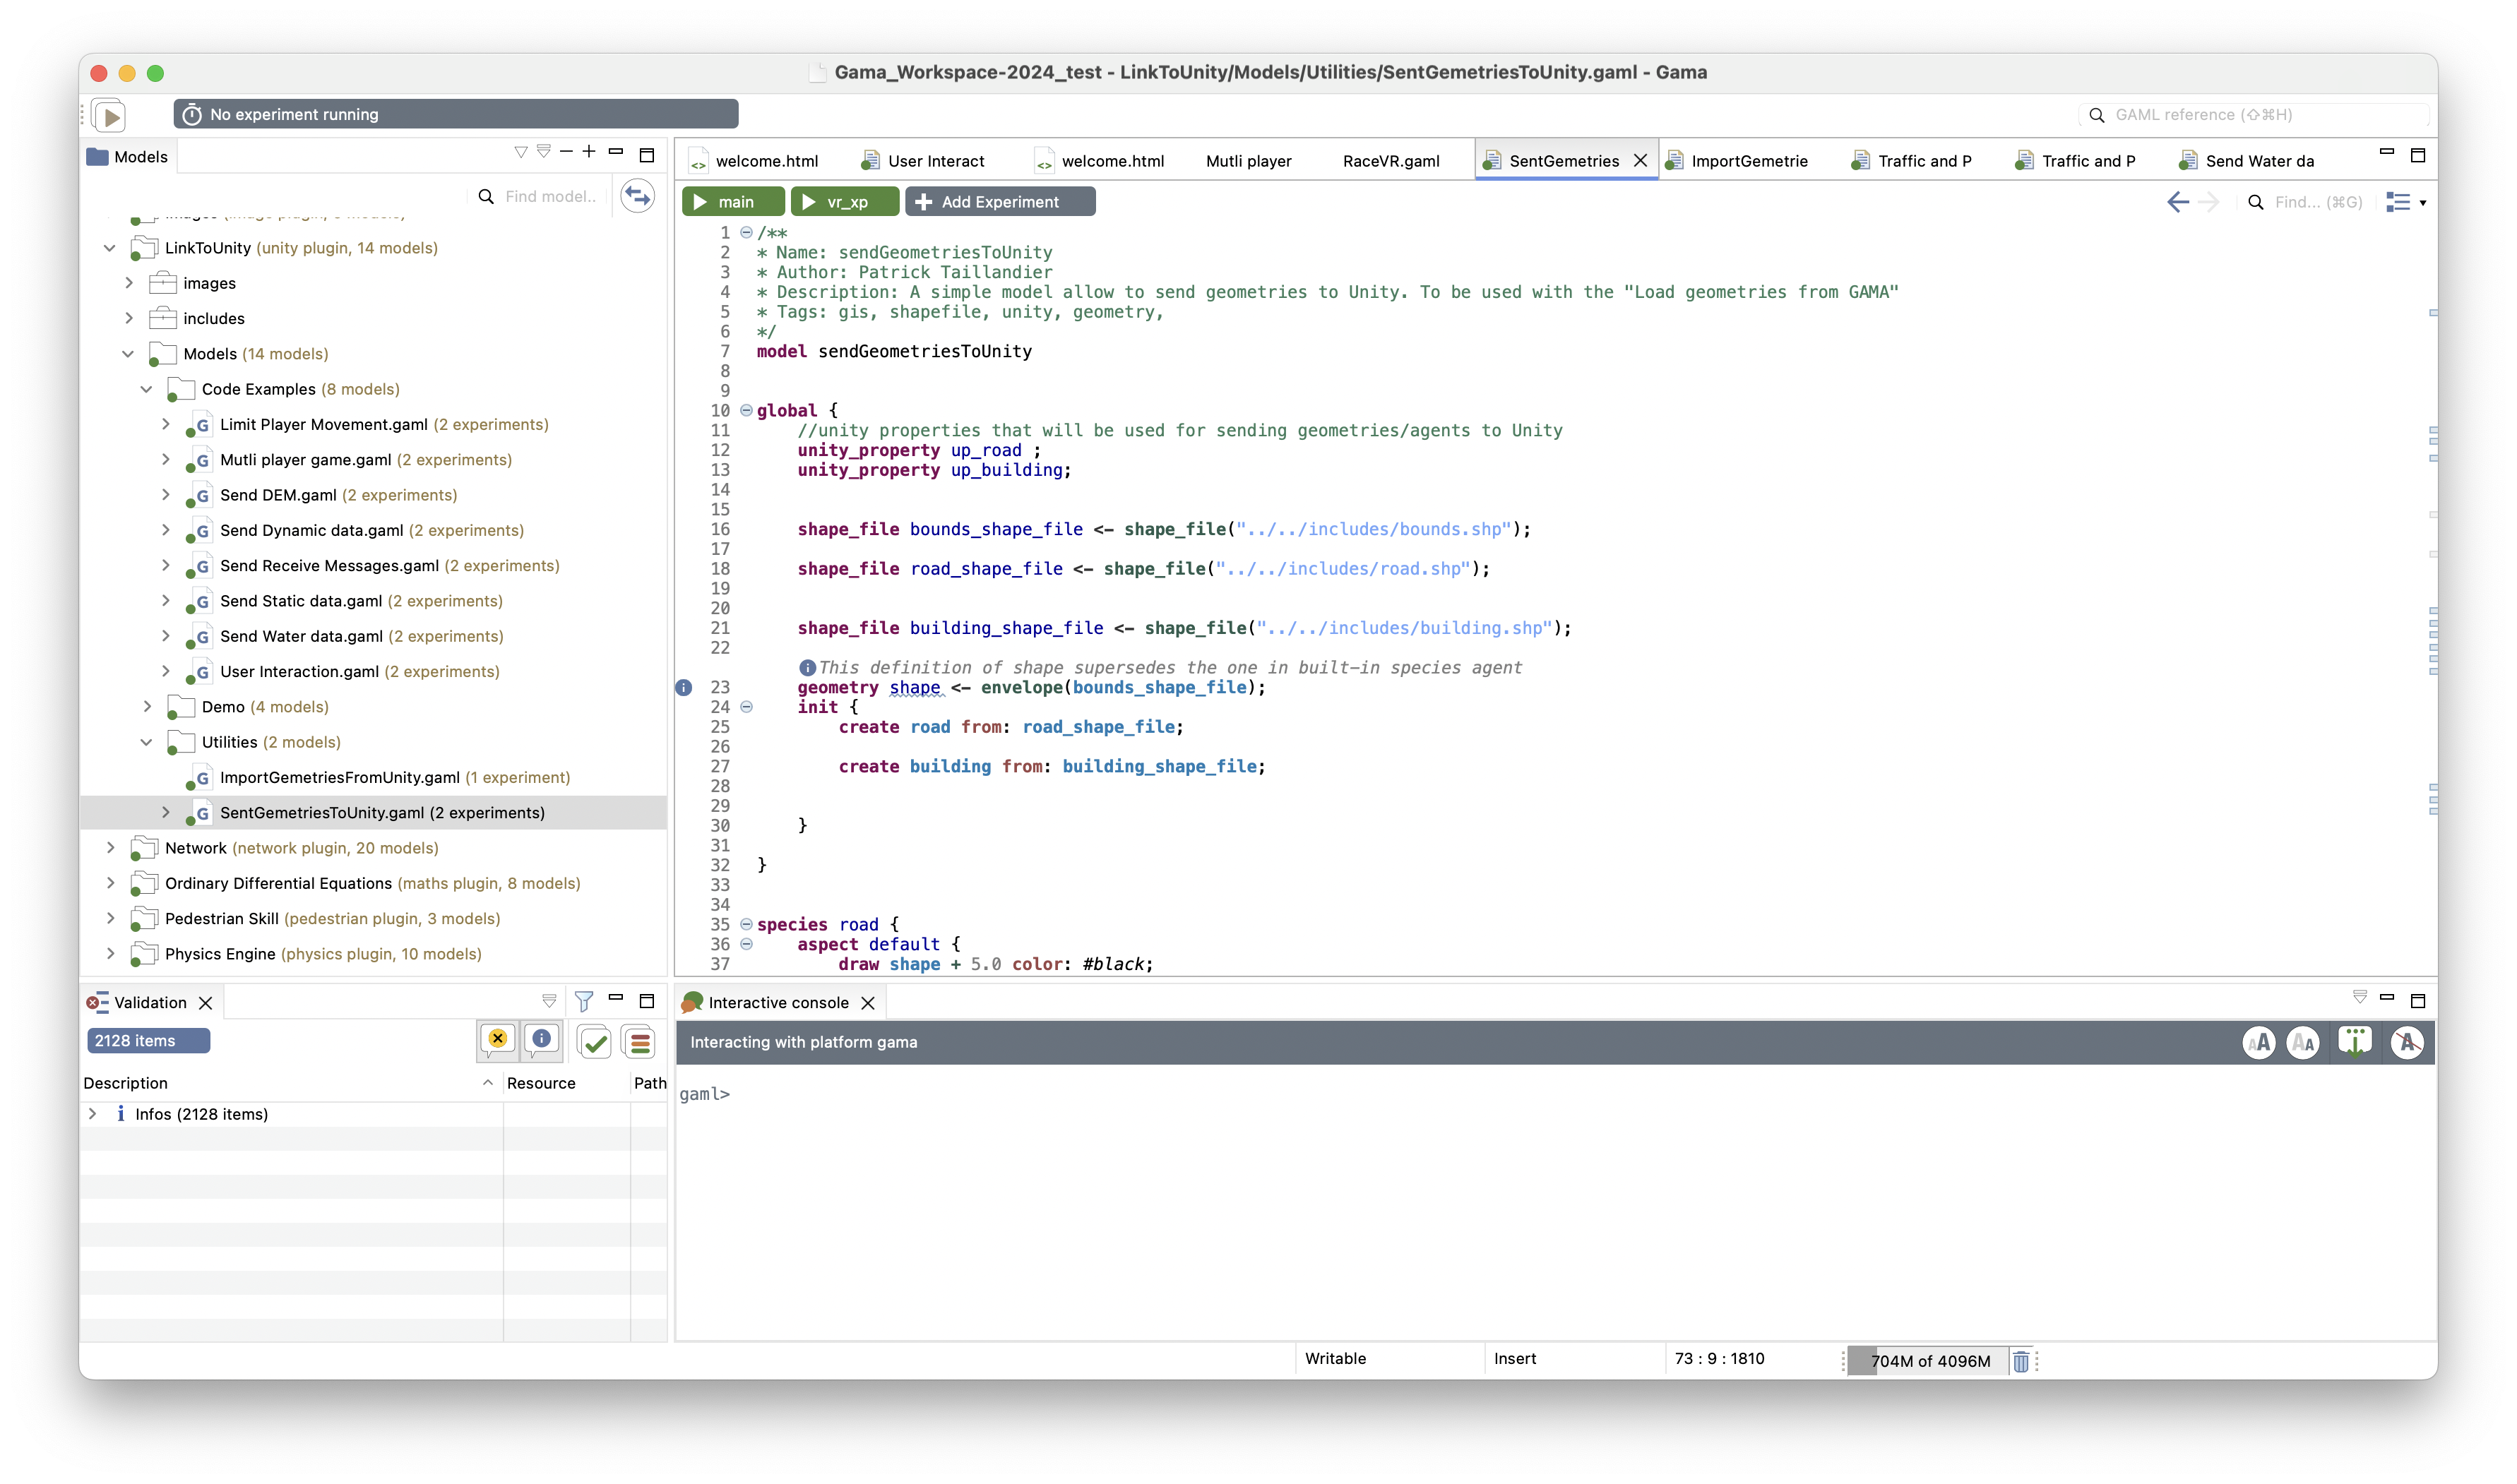 Gama_Workspace-2024_test - LinkToUnity/Models/Utilities/SentGemetriesToUnity.gaml - Gama
No experiment running
GAML reference (⇧⌘H)
Models
Find model..
LinkToUnity (unity plugin, 14 models)
images
includes
Models (14 models)
Code Examples (8 models)
Limit Player Movement.gaml (2 experiments)
Mutli player game.gaml (2 experiments)
Send DEM.gaml (2 experiments)
Send Dynamic data.gaml (2 experiments)
Send Receive Messages.gaml (2 experiments)
Send Static data.gaml (2 experiments)
Send Water data.gaml (2 experiments)
User Interaction.gaml (2 experiments)
Demo (4 models)
Utilities (2 models)
ImportGemetriesFromUnity.gaml (1 experiment)
SentGemetriesToUnity.gaml (2 experiments)
Network (network plugin, 20 models)
Ordinary Differential Equations (maths plugin, 8 models)
Pedestrian Skill (pedestrian plugin, 3 models)
Physics Engine (physics plugin, 10 models)
welcome.html User Interact welcome.html Mutli player RaceVR.gaml SentGemetries ImportGemetrie Traffic and P Traffic and P Send Water da
main vr_xp Add Experiment Find... (⌘G)
1 /**
2 * Name: sendGeometriesToUnity
3 * Author: Patrick Taillandier
4 * Description: A simple model allow to send geometries to Unity. To be used with the "Load geometries from GAMA"
5 * Tags: gis, shapefile, unity, geometry,
6 */
7 model sendGeometriesToUnity
8
9
10 global {
11 //unity properties that will be used for sending geometries/agents to Unity
12 unity_property up_road ;
13 unity_property up_building;
14
15
16 shape_file bounds_shape_file <- shape_file("../../includes/bounds.shp");
17
18 shape_file road_shape_file <- shape_file("../../includes/road.shp");
19
20
21 shape_file building_shape_file <- shape_file("../../includes/building.shp");
22
This definition of shape supersedes the one in built-in species agent
23 geometry shape <- envelope(bounds_shape_file);
24 init {
25 create road from: road_shape_file;
26
27 create building from: building_shape_file;
28
29
30 }
31
32 }
33
34
35 species road {
36 aspect default {
37 draw shape + 5.0 color: #black;
Validation
2128 items
Description Resource Path
Infos (2128 items)
Interactive console
Interacting with platform gama
gaml>
Writable Insert 73 : 9 : 1810 704M of 4096M